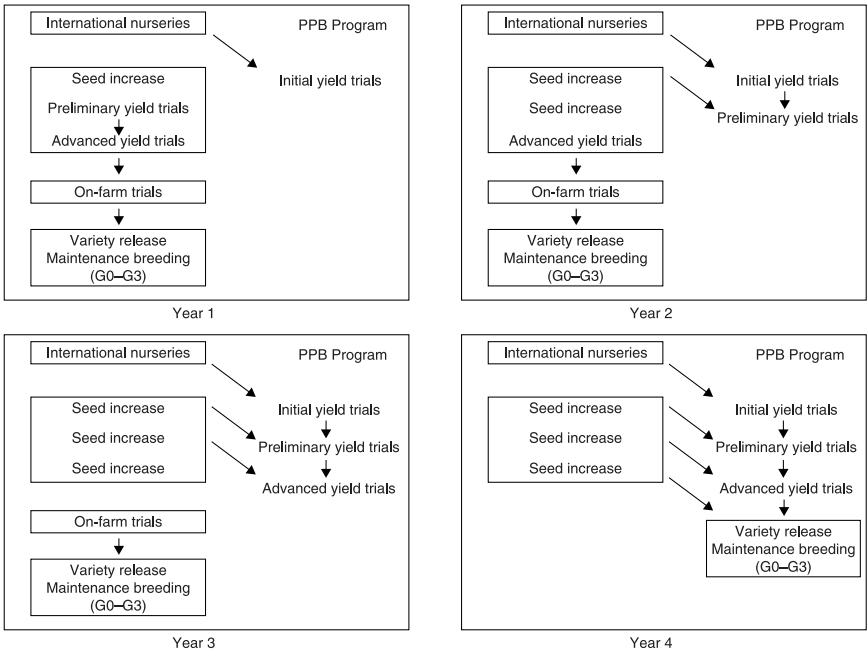 International nurseries
PPB Program
Seed increase
Initial yield trials
Preliminary yield trials
Advanced yield trials
On-farm trials
Variety release
Maintenance breeding
(G0–G3)
Year 1
International nurseries
PPB Program
Seed increase
Initial yield trials
Seed increase
Preliminary yield trials
Advanced yield trials
On-farm trials
Variety release
Maintenance breeding
(G0–G3)
Year 2
International nurseries
PPB Program
Seed increase
Initial yield trials
Seed increase
Preliminary yield trials
Seed increase
Advanced yield trials
On-farm trials
Variety release
Maintenance breeding
(G0–G3)
Year 3
International nurseries
PPB Program
Seed increase
Initial yield trials
Seed increase
Preliminary yield trials
Seed increase
Advanced yield trials
Variety release
Maintenance breeding
(G0–G3)
Year 4